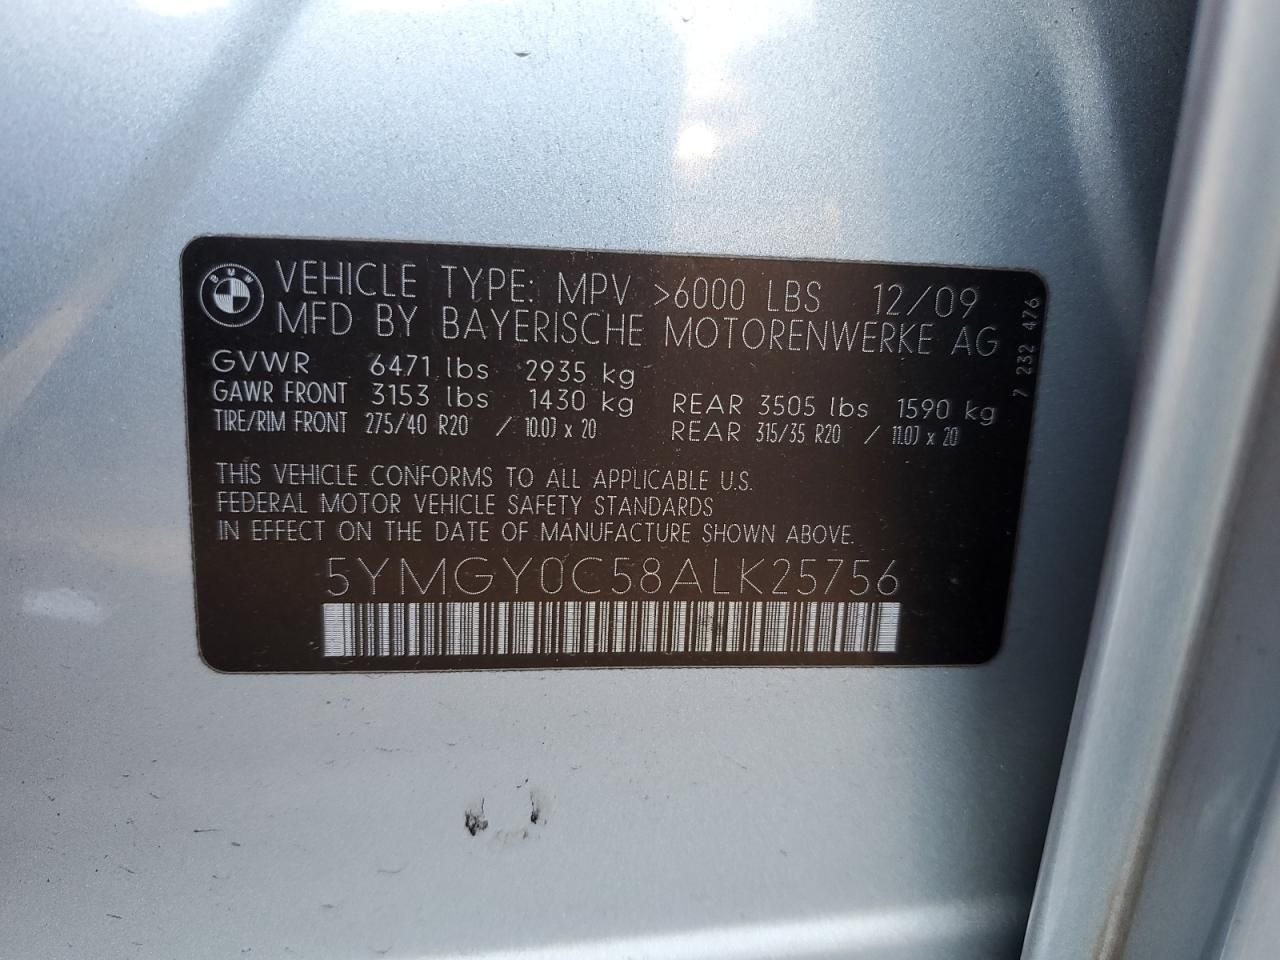 BMW
VEHICLE TYPE: MPV >6000 LBS 12/09
MFD BY BAYERISCHE MOTORENWERKE AG
GVWR 6471 lbs 2935 kg
GAWR FRONT 3153 lbs 1430 kg REAR 3505 lbs 1590 kg
TIRE/RIM FRONT 275/40 R20 / 10.0J x 20 REAR 315/35 R20 / 11.0J x 20
THIS VEHICLE CONFORMS TO ALL APPLICABLE U.S.
FEDERAL MOTOR VEHICLE SAFETY STANDARDS
IN EFFECT ON THE DATE OF MANUFACTURE SHOWN ABOVE.
5YMGY0C58ALK25756
7 232 476